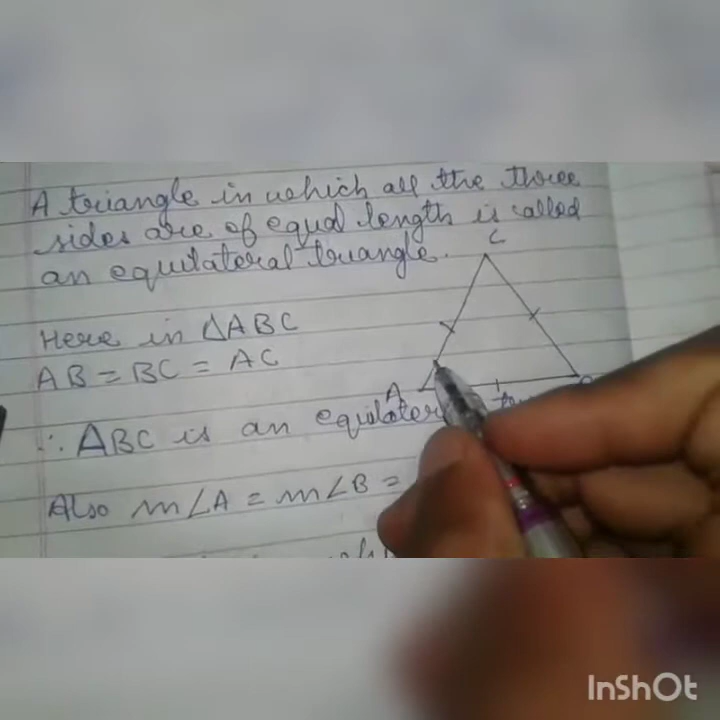 A triangle in which all the three
sides are of equal length is called
an equilateral triangle.
C
Here in ΔABC
AB = BC = AC
A
∴ ABC is an
Also m∠A = m∠B =
InShOt